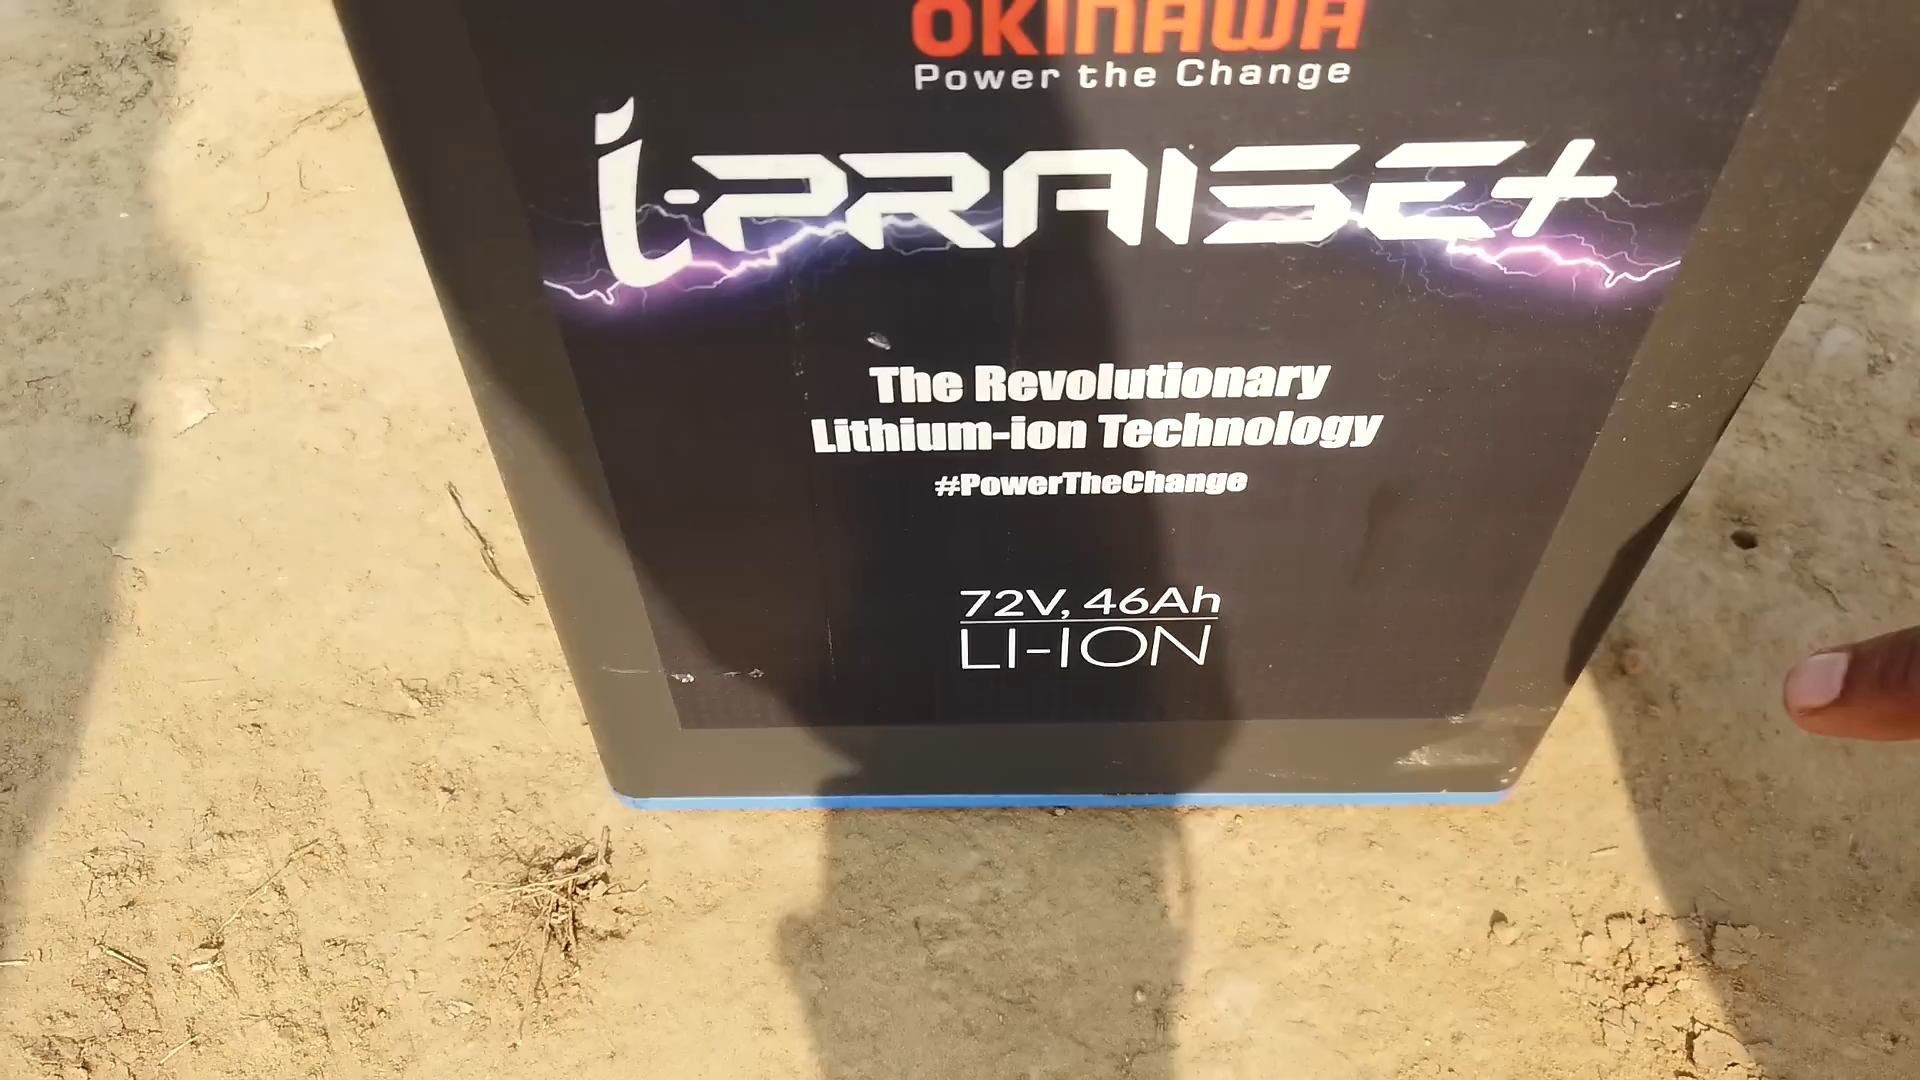 OKINAWA
Power the Change
i-PRAISE+
The Revolutionary
Lithium-ion Technology
#PowerTheChange
72V, 46Ah
LI-ION